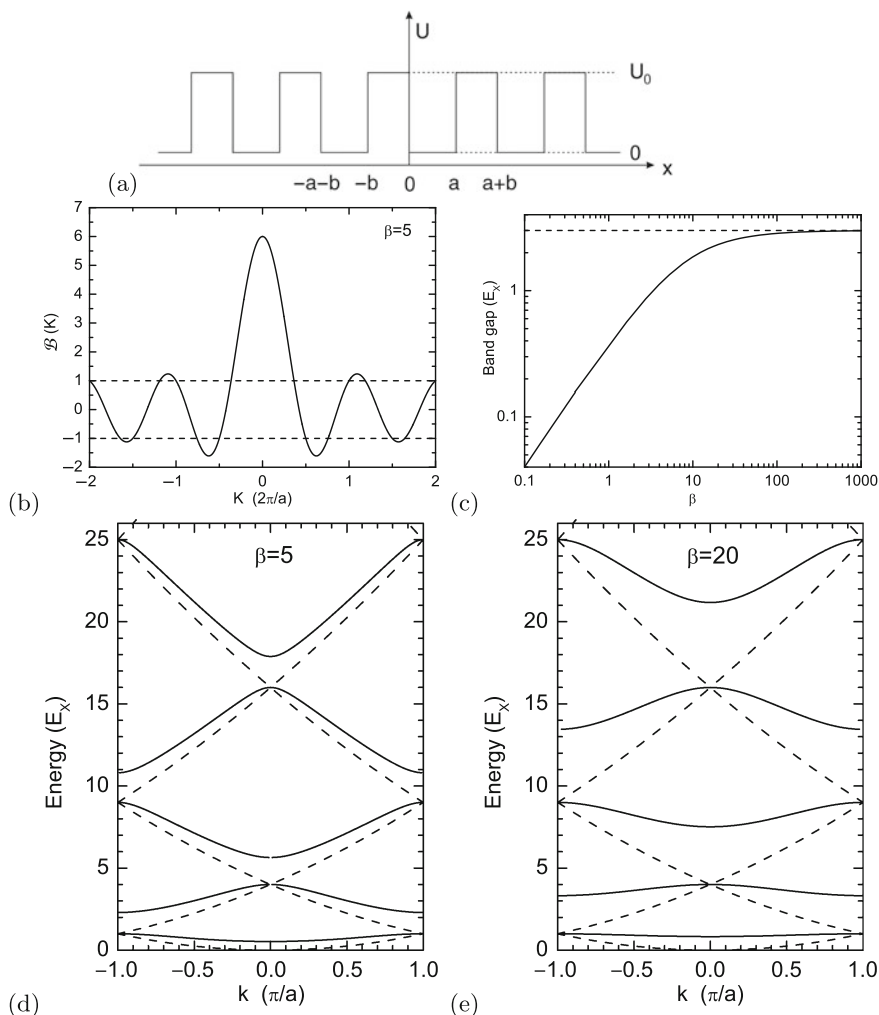 U
U₀
0
x
−a−b −b 0 a a+b
(a)
7
6
5
4
3
2
1
0
−1
−2
−2 −1 0 1 2
β=5
ℬ(K)
K (2π/a)
(b)
1
0.1
0.1 1 10 100 1000
Band gap (Eₓ)
β
(c)
25
20
15
10
5
0
−1.0 −0.5 0.0 0.5 1.0
β=5
Energy (Eₓ)
k (π/a)
(d)
25
20
15
10
5
0
−1.0 −0.5 0.0 0.5 1.0
β=20
Energy (Eₓ)
k (π/a)
(e)